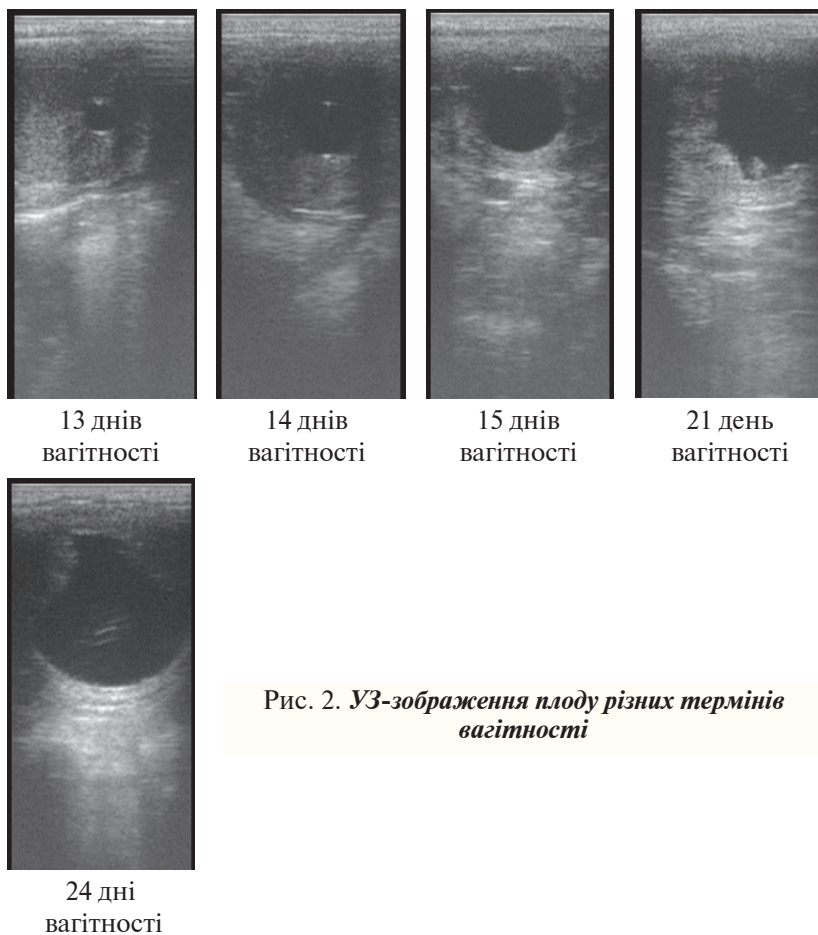 13 днів
вагітності
14 днів
вагітності
15 днів
вагітності
21 день
вагітності
24 дні
вагітності
Рис. 2. УЗ-зображення плоду різних термінів
вагітності